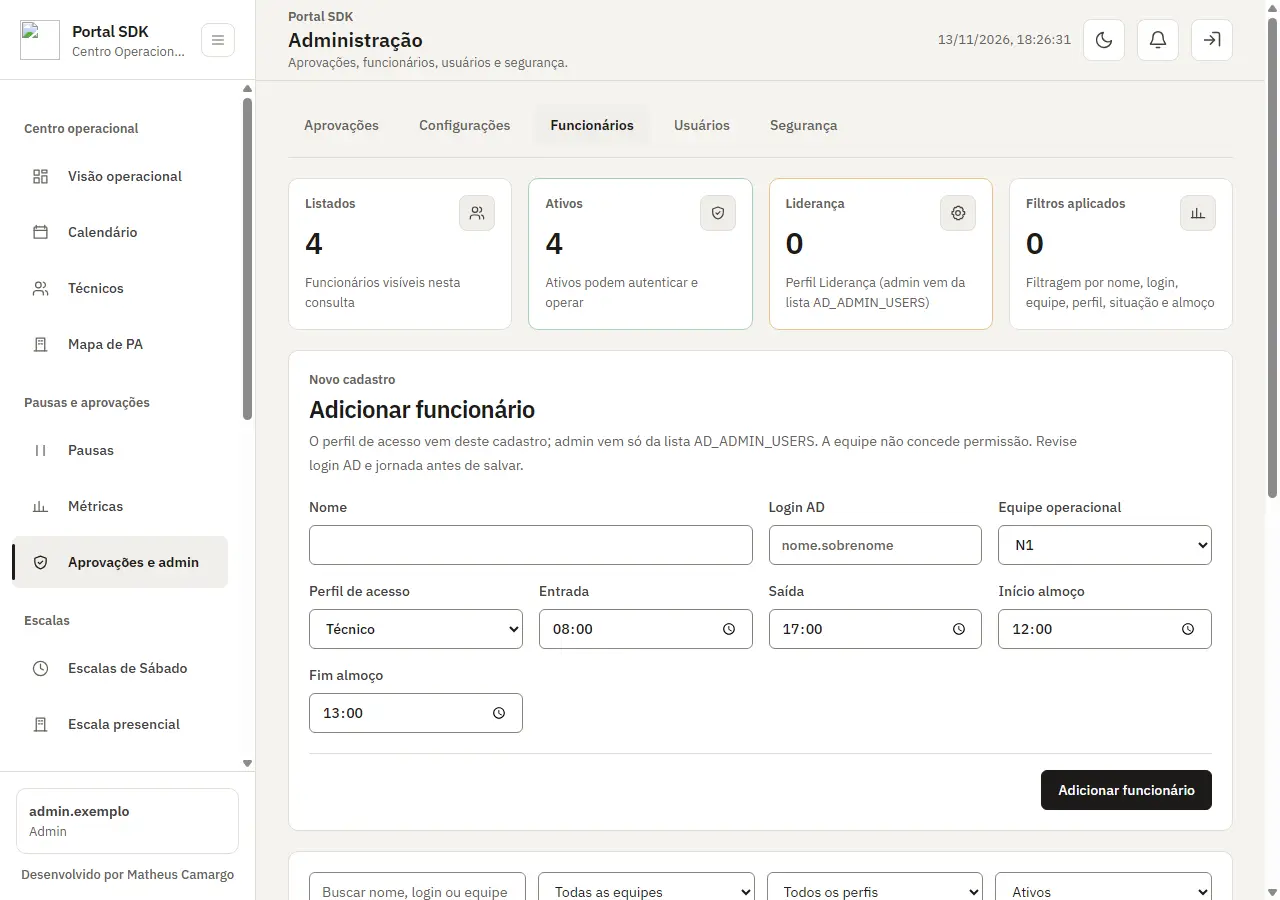 Portal SDK
Centro Operacion...
Centro operacional
Visão operacional
Calendário
Técnicos
Mapa de PA
Pausas e aprovações
Pausas
Métricas
Aprovações e admin
Escalas
Escalas de Sábado
Escala presencial
admin.exemplo
Admin
Desenvolvido por Matheus Camargo
Portal SDK
Administração
Aprovações, funcionários, usuários e segurança.
13/11/2026, 18:26:31
Aprovações
Configurações
Funcionários
Usuários
Segurança
Listados
4
Funcionários visíveis nesta
consulta
Ativos
4
Ativos podem autenticar e
operar
Liderança
0
Perfil Liderança (admin vem da
lista AD_ADMIN_USERS)
Filtros aplicados
0
Filtragem por nome, login,
equipe, perfil, situação e almoço
Novo cadastro
Adicionar funcionário
O perfil de acesso vem deste cadastro; admin vem só da lista AD_ADMIN_USERS. A equipe não concede permissão. Revise
login AD e jornada antes de salvar.
Nome
Login AD
nome.sobrenome
Equipe operacional
N1
Perfil de acesso
Técnico
Entrada
08:00
Saída
17:00
Início almoço
12:00
Fim almoço
13:00
Adicionar funcionário
Buscar nome, login ou equipe
Todas as equipes
Todos os perfis
Ativos